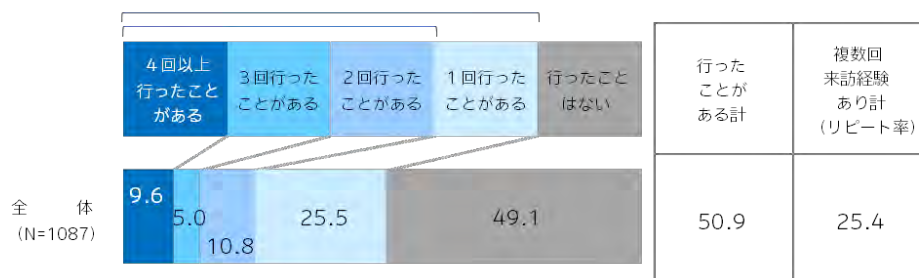 4回以上
行ったこと
がある
3回行った
ことがある
2回行った
ことがある
1回行った
ことがある
行ったこと
はない
行った
ことが
ある計
複数回
来訪経験
あり計
(リピート率)
全 体
(N=1087)
9.6
5.0
10.8
25.5
49.1
50.9
25.4